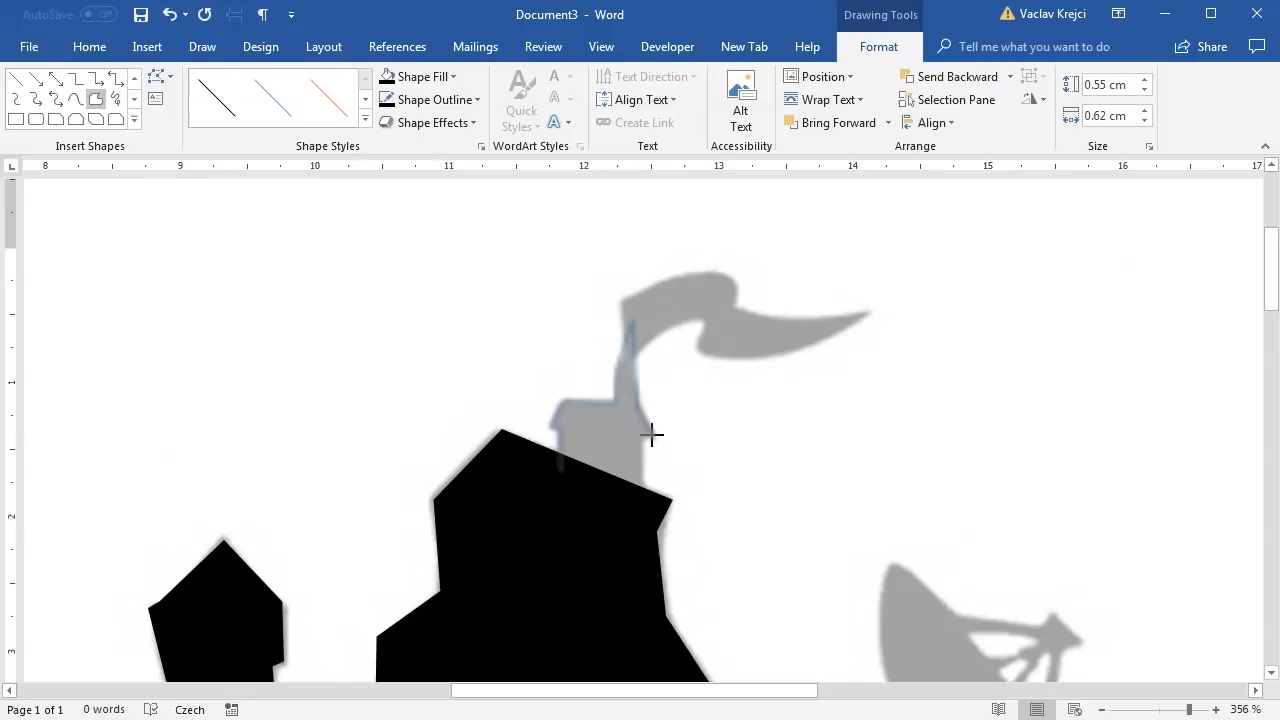 AutoSave Off
Document3 - Word
Drawing Tools
Vaclav Krejci
File Home Insert Draw Design Layout References Mailings Review View Developer New Tab Help Format Tell me what you want to do Share
Shape Fill
Shape Outline
Shape Effects
Quick Styles
A
A
A
A
Text Direction
Align Text
Create Link
Alt Text
Position
Wrap Text
Bring Forward
Send Backward
Selection Pane
Align
0.55 cm
0.62 cm
Insert Shapes Shape Styles WordArt Styles Text Accessibility Arrange Size
L 8 9 10 11 12 13 14 15 16 17
1
2
3
Page 1 of 1 0 words Czech 356 %